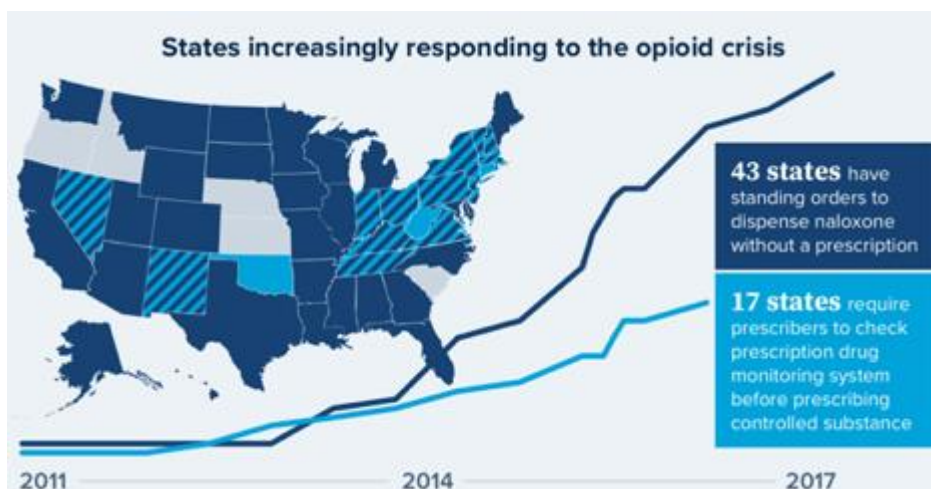 States increasingly responding to the opioid crisis
43 states have
standing orders to
dispense naloxone
without a prescription
17 states require
prescribers to check
prescription drug
monitoring system
before prescribing
controlled substance
2011
2014
2017